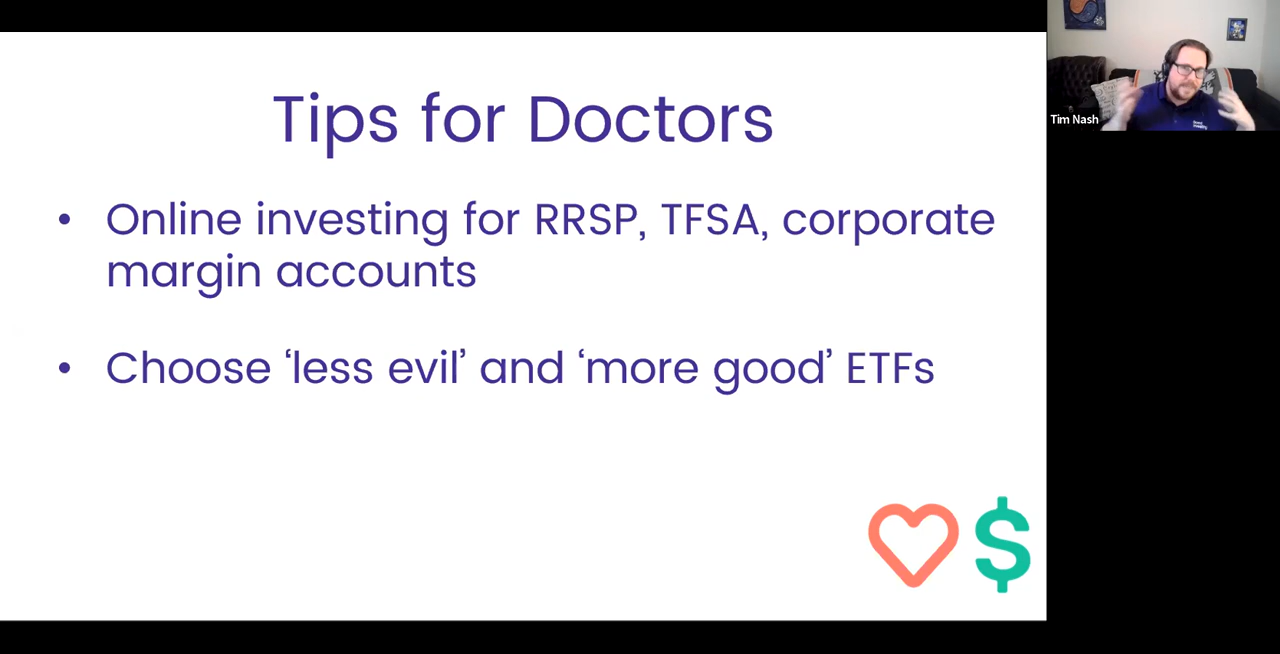 Tips for Doctors
• Online investing for RRSP, TFSA, corporate
margin accounts
• Choose ‘less evil’ and ‘more good’ ETFs
$
Tim Nash